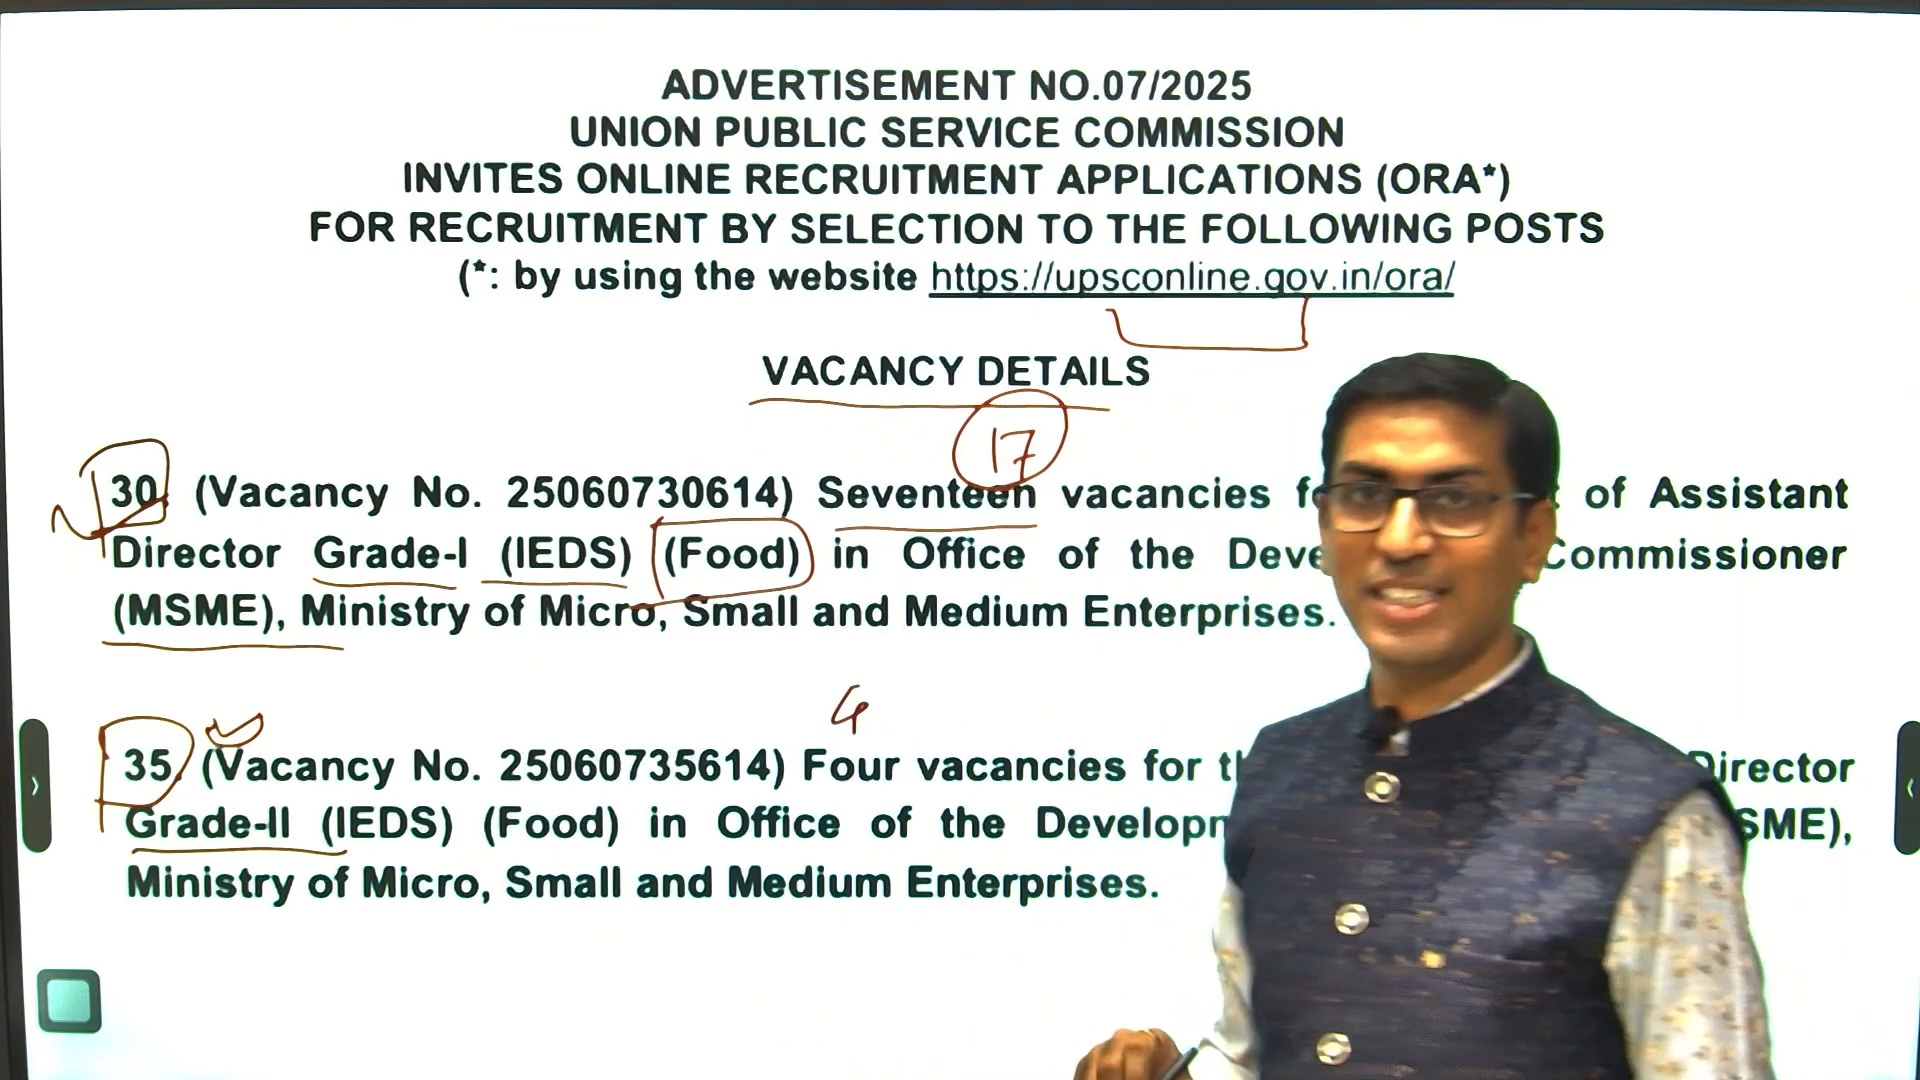 ADVERTISEMENT NO.07/2025
UNION PUBLIC SERVICE COMMISSION
INVITES ONLINE RECRUITMENT APPLICATIONS (ORA*)
FOR RECRUITMENT BY SELECTION TO THE FOLLOWING POSTS
(*: by using the website https://upsconline.gov.in/ora/
VACANCY DETAILS
17
30 (Vacancy No. 25060730614) Seventeen vacancies of Assistant
Director Grade-I (IEDS) (Food) in Office of the Commissioner
(MSME), Ministry of Micro, Small and Medium Enterprises.
4
35 (Vacancy No. 25060735614) Four vacancies for Director
Grade-II (IEDS) (Food) in Office of the
Ministry of Micro, Small and Medium Enterprises.